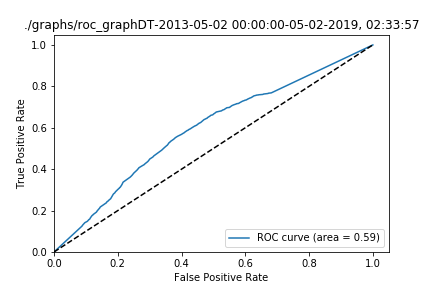 ./graphs/roc_graphDT-2013-05-02 00:00:00-05-02-2019, 02:33:57
1.0
0.8
0.6
0.4
0.2
0.0
True Positive Rate
ROC curve (area = 0.59)
0.0 0.2 0.4 0.6 0.8 1.0
False Positive Rate